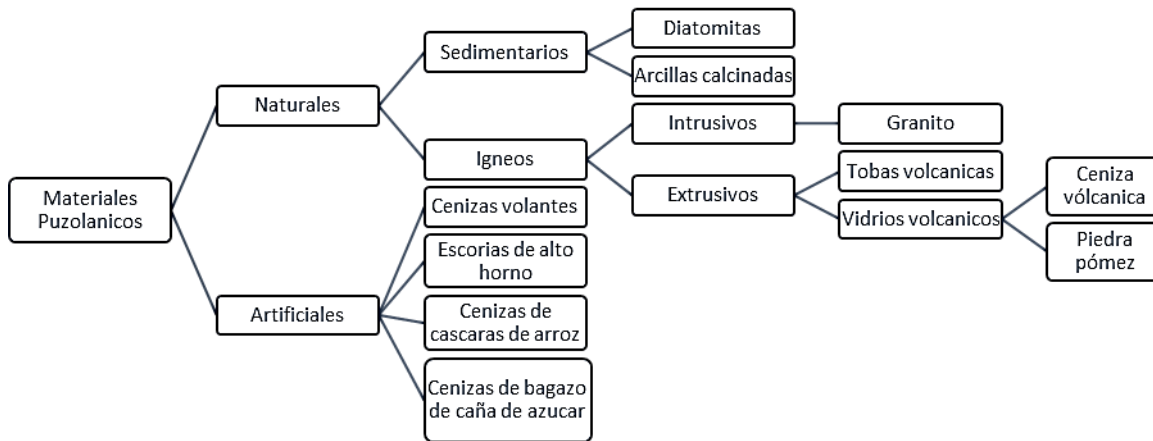 Materiales
Puzolanicos
Naturales
Sedimentarios
Diatomitas
Arcillas calcinadas
Igneos
Intrusivos
Granito
Extrusivos
Tobas volcanicas
Vidrios volcanicos
Ceniza
vólcanica
Piedra
pómez
Artificiales
Cenizas volantes
Escorias de alto
horno
Cenizas de
cascaras de arroz
Cenizas de bagazo
de caña de azucar